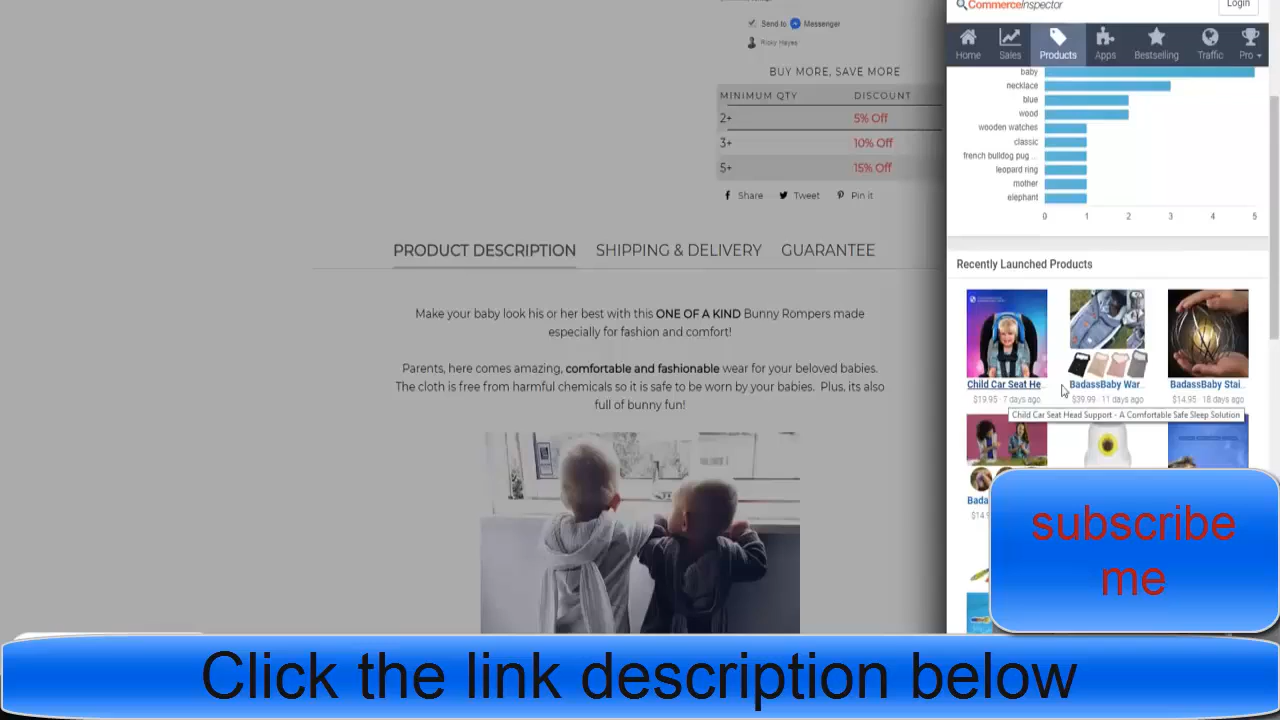 Send to Messenger
Ricky Hayes
BUY MORE, SAVE MORE
MINIMUM QTY DISCOUNT
2+ 5% Off
3+ 10% Off
5+ 15% Off
Share Tweet Pin it
PRODUCT DESCRIPTION SHIPPING & DELIVERY GUARANTEE
Make your baby look his or her best with this ONE OF A KIND Bunny Rompers made
especially for fashion and comfort!
Parents, here comes amazing, comfortable and fashionable wear for your beloved babies.
The cloth is free from harmful chemicals so it is safe to be worn by your babies. Plus, its also
full of bunny fun!
CommerceInspector Login
Home Sales Products Apps Bestselling Traffic Pro
baby
necklace
blue
wood
wooden watches
classic
french bulldog pug ...
leopard ring
mother
elephant
0 1 2 3 4 5
Recently Launched Products
Child Car Seat He... BadassBaby War... BadassBaby Stai...
$19.95 · 7 days ago $39.99 · 11 days ago $14.95 · 18 days ago
Child Car Seat Head Support - A Comfortable Safe Sleep Solution
Bada
$14.9
subscribe
me
Click the link description below